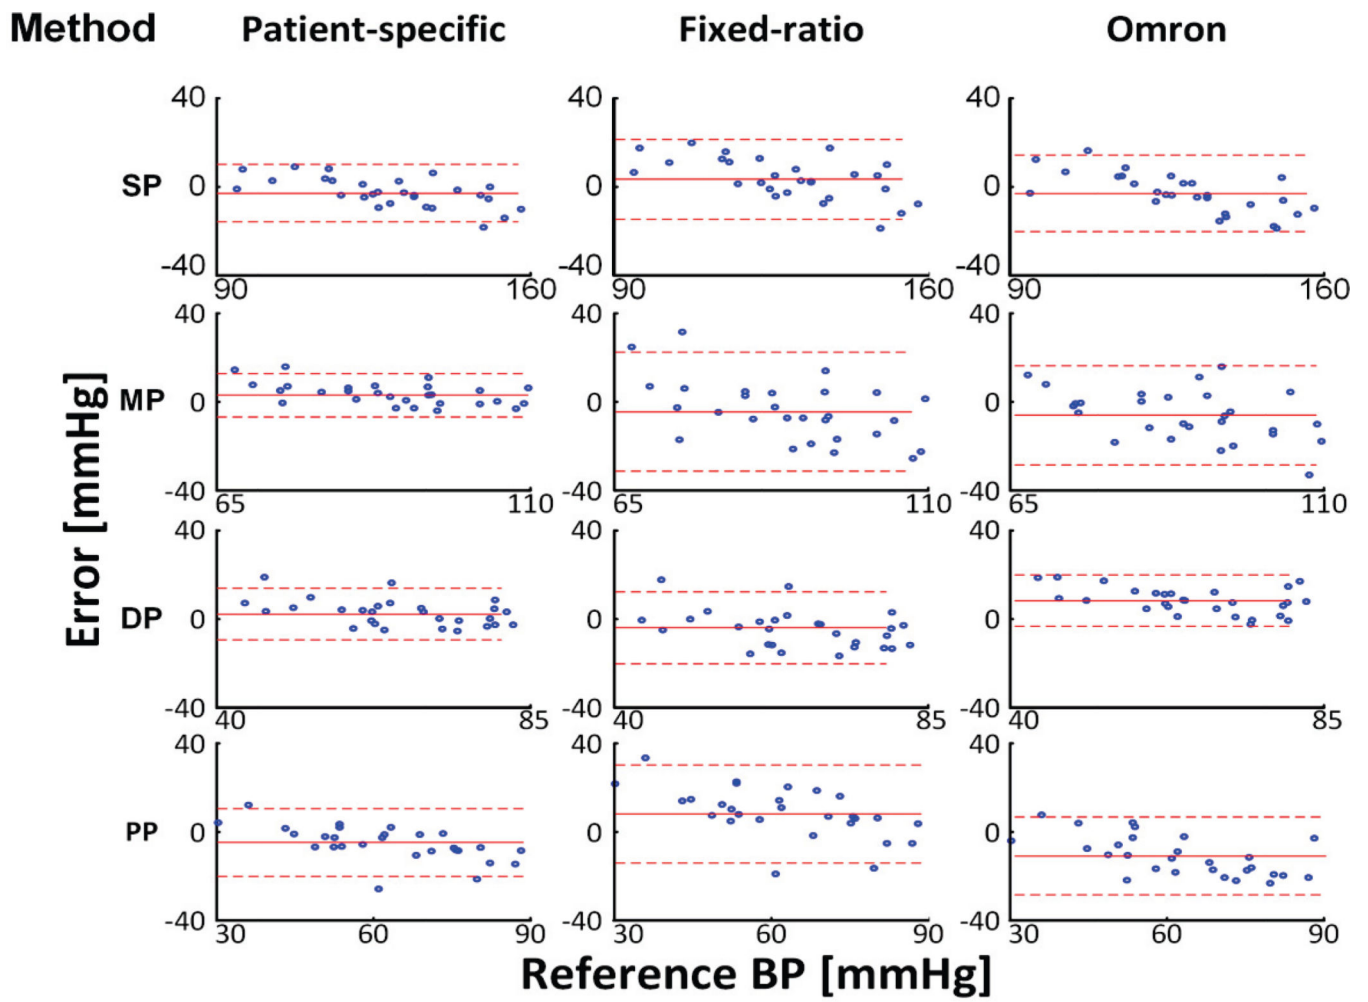 Method Patient-specific Fixed-ratio Omron
40 40 40
SP 0 0 0
-40 -40 -40
90 160 90 160 90 160
40 40 40
MP 0 0 0
-40 -40 -40
65 110 65 110 65 110
Error [mmHg]
40 40 40
DP 0 0 0
-40 -40 -40
40 85 40 85 40 85
40 40 40
PP 0 0 0
-40 -40 -40
30 60 90 30 60 90 30 60 90
Reference BP [mmHg]